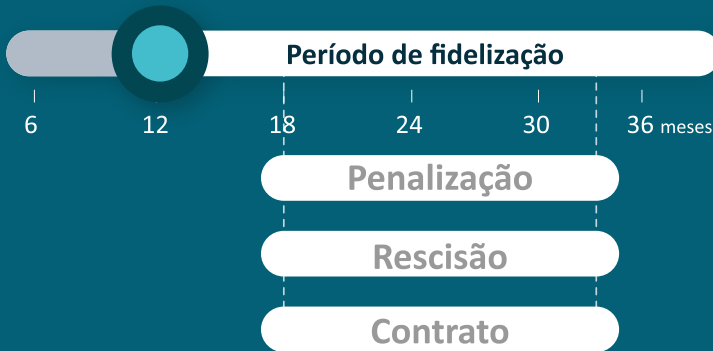 Período de fidelização
6 12 18 24 30 36 meses
Penalização
Rescisão
Contrato